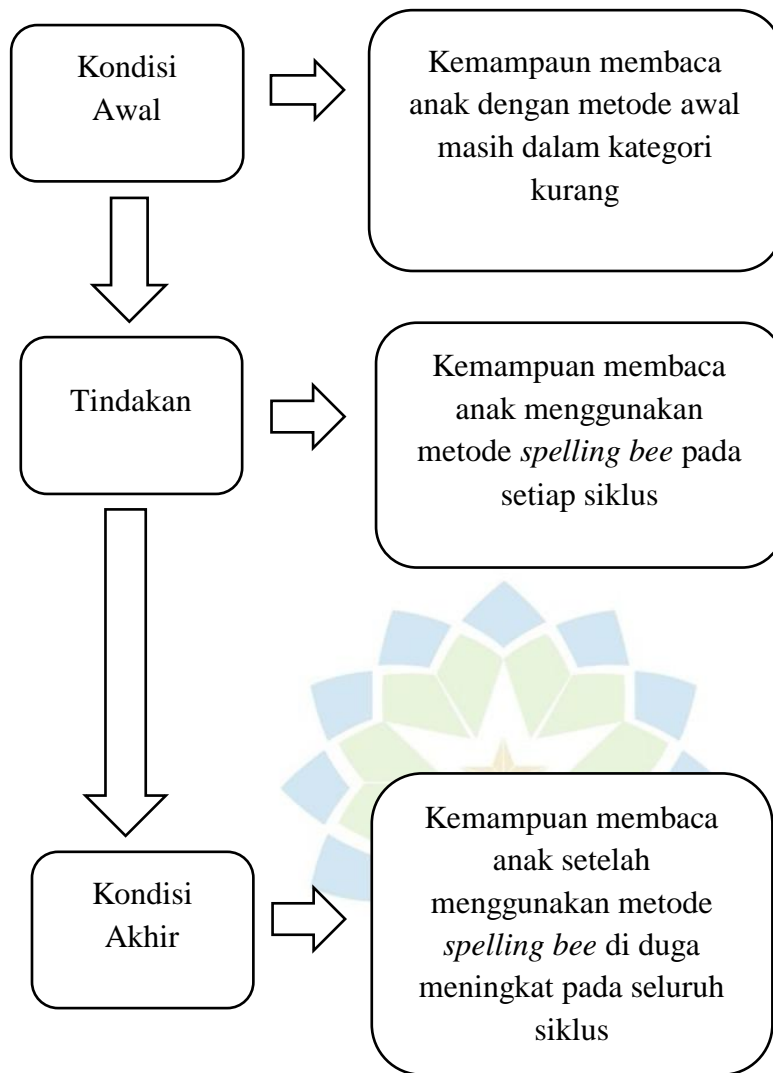 Kondisi
Awal
Kemampaun membaca
anak dengan metode awal
masih dalam kategori
kurang
Tindakan
Kemampuan membaca
anak menggunakan
metode spelling bee pada
setiap siklus
Kondisi
Akhir
Kemampuan membaca
anak setelah
menggunakan metode
spelling bee di duga
meningkat pada seluruh
siklus